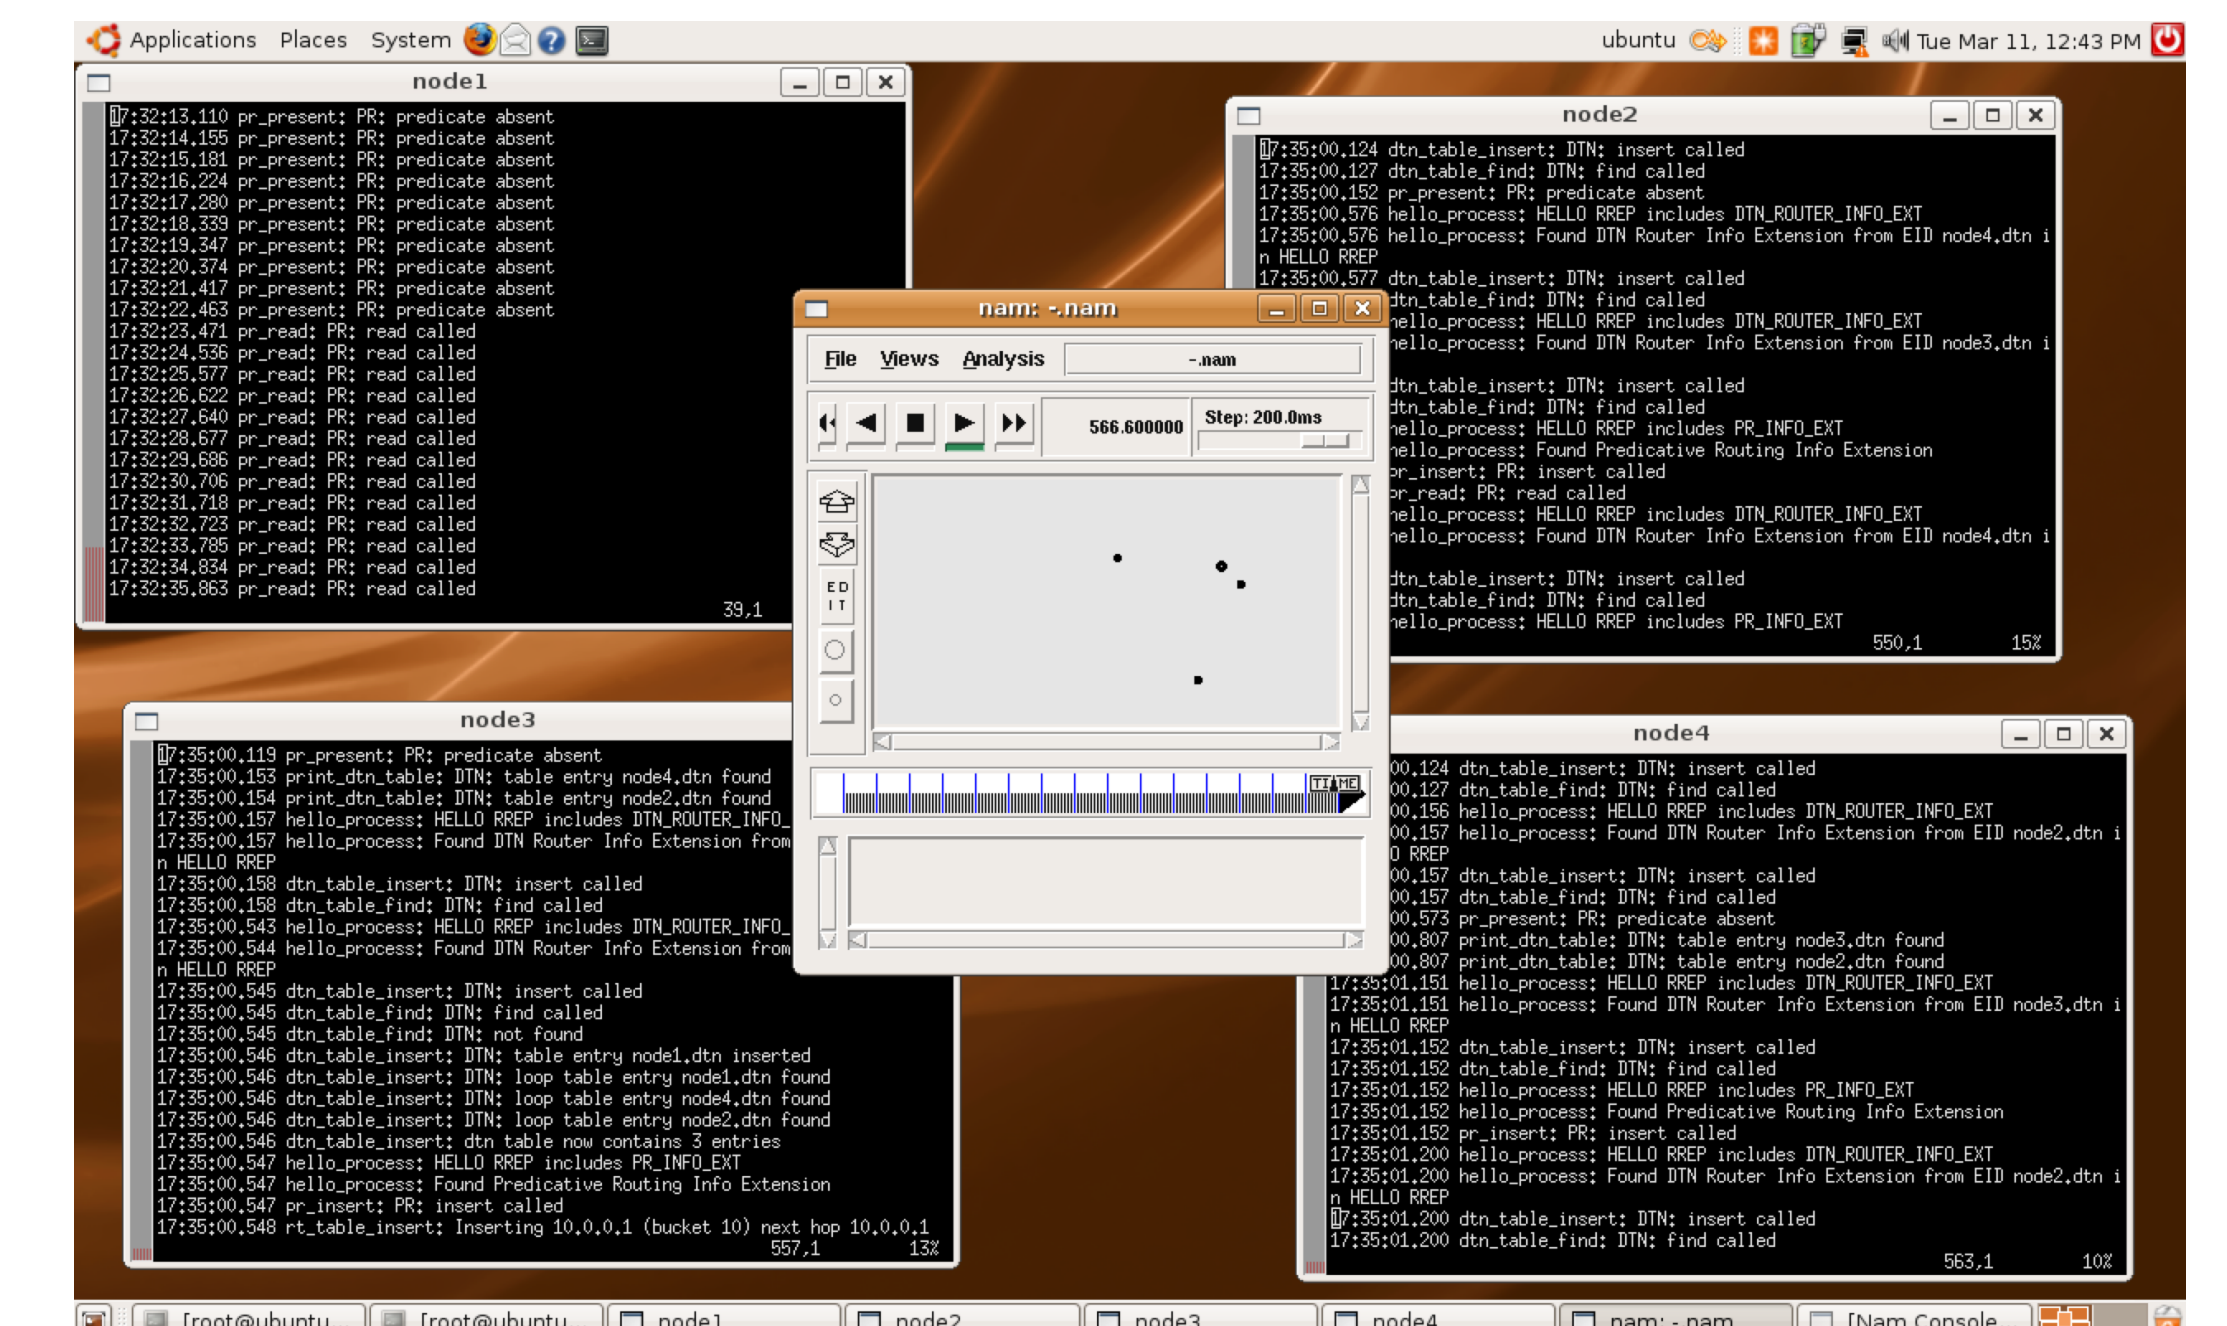 Applications Places System
ubuntu
Tue Mar 11, 12:43 PM
node1
17:32:13.110 pr_present: PR: predicate absent
17:32:14.155 pr_present: PR: predicate absent
17:32:15.181 pr_present: PR: predicate absent
17:32:16.224 pr_present: PR: predicate absent
17:32:17.280 pr_present: PR: predicate absent
17:32:18.339 pr_present: PR: predicate absent
17:32:19.347 pr_present: PR: predicate absent
17:32:20.374 pr_present: PR: predicate absent
17:32:21.417 pr_present: PR: predicate absent
17:32:22.463 pr_present: PR: predicate absent
17:32:23.471 pr_read: PR: read called
17:32:24.536 pr_read: PR: read called
17:32:25.577 pr_read: PR: read called
17:32:26.622 pr_read: PR: read called
17:32:27.640 pr_read: PR: read called
17:32:28.677 pr_read: PR: read called
17:32:29.686 pr_read: PR: read called
17:32:30.706 pr_read: PR: read called
17:32:31.718 pr_read: PR: read called
17:32:32.723 pr_read: PR: read called
17:32:33.785 pr_read: PR: read called
17:32:34.834 pr_read: PR: read called
17:32:35.863 pr_read: PR: read called
39,1
node2
17:35:00.124 dtn_table_insert: DTN: insert called
17:35:00.127 dtn_table_find: DTN: find called
17:35:00.152 pr_present: PR: predicate absent
17:35:00.576 hello_process: HELLO RREP includes DTN_ROUTER_INFO_EXT
17:35:00.576 hello_process: Found DTN Router Info Extension from EID node4.dtn i
n HELLO RREP
17:35:00.577 dtn_table_insert: DTN: insert called
dtn_table_find: DTN: find called
hello_process: HELLO RREP includes DTN_ROUTER_INFO_EXT
hello_process: Found DTN Router Info Extension from EID node3.dtn i
dtn_table_insert: DTN: insert called
dtn_table_find: DTN: find called
hello_process: HELLO RREP includes PR_INFO_EXT
hello_process: Found Predicative Routing Info Extension
pr_insert: PR: insert called
pr_read: PR: read called
hello_process: HELLO RREP includes DTN_ROUTER_INFO_EXT
hello_process: Found DTN Router Info Extension from EID node4.dtn i
dtn_table_insert: DTN: insert called
dtn_table_find: DTN: find called
hello_process: HELLO RREP includes PR_INFO_EXT
550,1 15%
nam: -.nam
File Views Analysis -.nam
566.600000 Step: 200.0ms
ED
IT
TIME
node3
17:35:00.119 pr_present: PR: predicate absent
17:35:00.153 print_dtn_table: DTN: table entry node4.dtn found
17:35:00.154 print_dtn_table: DTN: table entry node2.dtn found
17:35:00.157 hello_process: HELLO RREP includes DTN_ROUTER_INFO_
17:35:00.157 hello_process: Found DTN Router Info Extension from
n HELLO RREP
17:35:00.158 dtn_table_insert: DTN: insert called
17:35:00.158 dtn_table_find: DTN: find called
17:35:00.543 hello_process: HELLO RREP includes DTN_ROUTER_INFO_
17:35:00.544 hello_process: Found DTN Router Info Extension from
n HELLO RREP
17:35:00.545 dtn_table_insert: DTN: insert called
17:35:00.545 dtn_table_find: DTN: find called
17:35:00.545 dtn_table_find: DTN: not found
17:35:00.546 dtn_table_insert: DTN: table entry node1.dtn inserted
17:35:00.546 dtn_table_insert: DTN: loop table entry node1.dtn found
17:35:00.546 dtn_table_insert: DTN: loop table entry node4.dtn found
17:35:00.546 dtn_table_insert: DTN: loop table entry node2.dtn found
17:35:00.546 dtn_table_insert: dtn table now contains 3 entries
17:35:00.547 hello_process: HELLO RREP includes PR_INFO_EXT
17:35:00.547 hello_process: Found Predicative Routing Info Extension
17:35:00.547 pr_insert: PR: insert called
17:35:00.548 rt_table_insert: Inserting 10.0.0.1 (bucket 10) next hop 10.0.0.1
557,1 13%
node4
00.124 dtn_table_insert: DTN: insert called
00.127 dtn_table_find: DTN: find called
00.156 hello_process: HELLO RREP includes DTN_ROUTER_INFO_EXT
00.157 hello_process: Found DTN Router Info Extension from EID node2.dtn i
O RREP
00.157 dtn_table_insert: DTN: insert called
00.157 dtn_table_find: DTN: find called
00.573 pr_present: PR: predicate absent
00.807 print_dtn_table: DTN: table entry node3.dtn found
00.807 print_dtn_table: DTN: table entry node2.dtn found
17:35:01.151 hello_process: HELLO RREP includes DTN_ROUTER_INFO_EXT
17:35:01.151 hello_process: Found DTN Router Info Extension from EID node3.dtn i
n HELLO RREP
17:35:01.152 dtn_table_insert: DTN: insert called
17:35:01.152 dtn_table_find: DTN: find called
17:35:01.152 hello_process: HELLO RREP includes PR_INFO_EXT
17:35:01.152 hello_process: Found Predicative Routing Info Extension
17:35:01.152 pr_insert: PR: insert called
17:35:01.200 hello_process: HELLO RREP includes DTN_ROUTER_INFO_EXT
17:35:01.200 hello_process: Found DTN Router Info Extension from EID node2.dtn i
n HELLO RREP
17:35:01.200 dtn_table_insert: DTN: insert called
17:35:01.200 dtn_table_find: DTN: find called
563,1 10%
[root@ubuntu... [root@ubuntu... node1 node2 node3 node4 nam: -.nam [Nam Console...